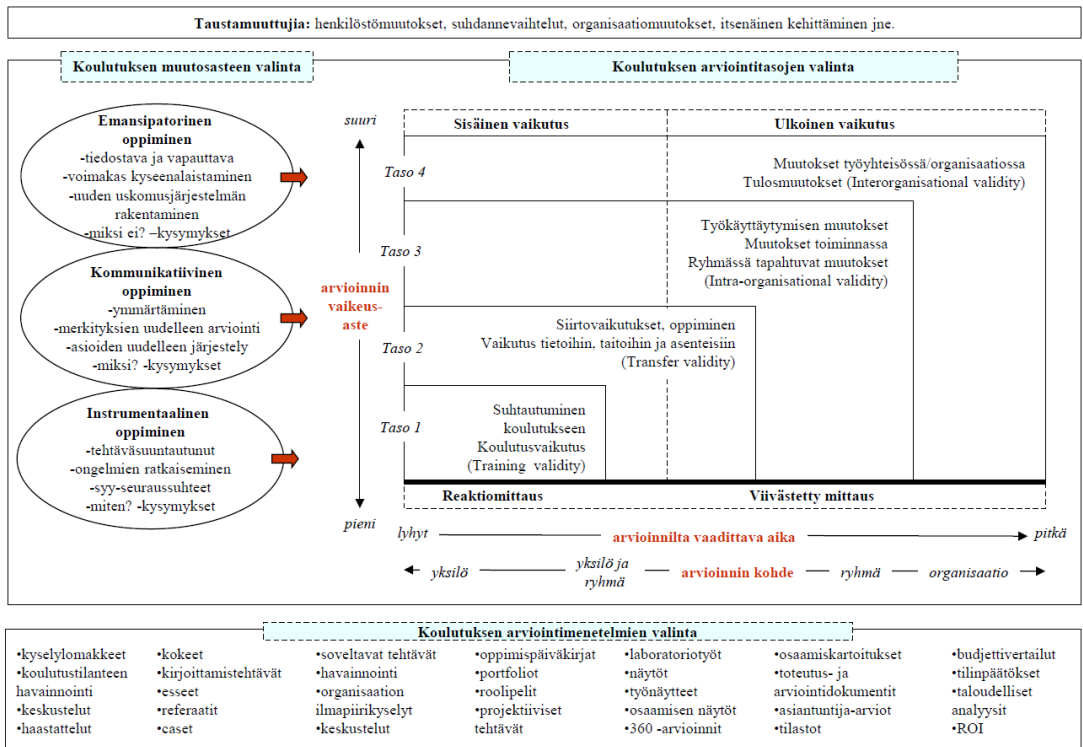 Taustamuuttujia: henkilöstömuutokset, suhdannevaihtelut, organisaatiomuutokset, itsenäinen kehittäminen jne.
Koulutuksen muutosasteen valinta
Koulutuksen arviointitasojen valinta
Emansipatorinen
oppiminen
-tiedostava ja vapauttava
-voimakas kyseenalaistaminen
-uuden uskomusjärjestelmän
rakentaminen
-miksi ei? –kysymykset
Kommunikatiivinen
oppiminen
-ymmärtäminen
-merkityksien uudelleen arviointi
-asioiden uudelleen järjestely
-miksi? -kysymykset
Instrumentaalinen
oppiminen
-tehtäväsuuntautunut
-ongelmien ratkaiseminen
-syy-seuraussuhteet
-miten? -kysymykset
suuri
arvioinnin
vaikeus-
aste
pieni
Sisäinen vaikutus
Ulkoinen vaikutus
Taso 4
Muutokset työyhteisössä/organisaatiossa
Tulosmuutokset (Interorganisational validity)
Taso 3
Työkäyttäytymisen muutokset
Muutokset toiminnassa
Ryhmässä tapahtuvat muutokset
(Intra-organisational validity)
Taso 2
Siirtovaikutukset, oppiminen
Vaikutus tietoihin, taitoihin ja asenteisiin
(Transfer validity)
Taso 1
Suhtautuminen
koulutukseen
Koulutusvaikutus
(Training validity)
Reaktiomittaus
Viivästetty mittaus
lyhyt
arvioinnilta vaadittava aika
pitkä
yksilö
yksilö ja
ryhmä
arvioinnin kohde
ryhmä
organisaatio
Koulutuksen arviointimenetelmien valinta
•kyselylomakkeet
•koulutustilanteen
havainnointi
•keskustelut
•haastattelut
•kokeet
•kirjoittamistehtävät
•esseet
•referaatit
•caset
•soveltavat tehtävät
•havainnointi
•organisaation
ilmapiirikyselyt
•keskustelut
•oppimispäiväkirjat
•portfoliot
•roolipelit
•projektiiviset
tehtävät
•laboratoriotyöt
•näytöt
•työnäytteet
•osaamisen näytöt
•360 -arvioinnit
•osaamiskartoitukset
•toteutus- ja
arviointidokumentit
•asiantuntija-arviot
•tilastot
•budjettivertailut
•tilinpäätökset
•taloudelliset
analyysit
•ROI